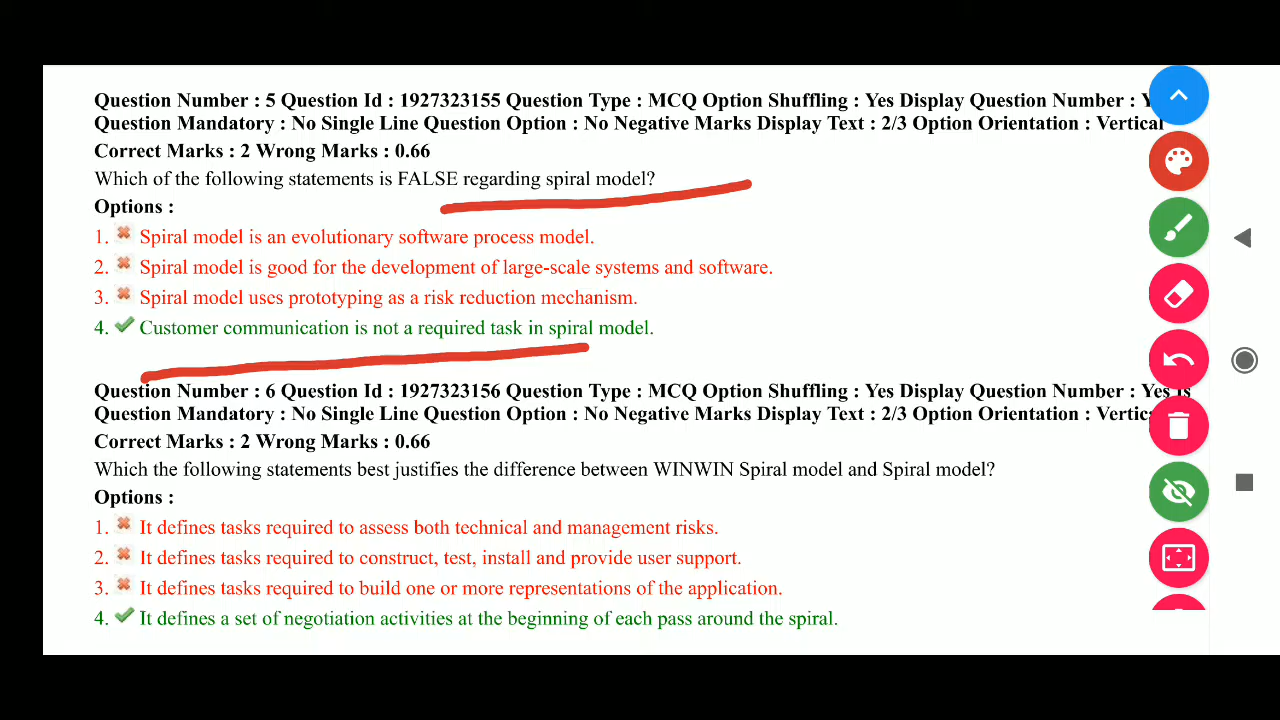 Question Number : 5 Question Id : 1927323155 Question Type : MCQ Option Shuffling : Yes Display Question Number : Y
Question Mandatory : No Single Line Question Option : No Negative Marks Display Text : 2/3 Option Orientation : Vertical
Correct Marks : 2 Wrong Marks : 0.66
Which of the following statements is FALSE regarding spiral model?
Options :
1. Spiral model is an evolutionary software process model.
2. Spiral model is good for the development of large-scale systems and software.
3. Spiral model uses prototyping as a risk reduction mechanism.
4. Customer communication is not a required task in spiral model.
Question Number : 6 Question Id : 1927323156 Question Type : MCQ Option Shuffling : Yes Display Question Number : Yes Is
Question Mandatory : No Single Line Question Option : No Negative Marks Display Text : 2/3 Option Orientation : Vertic
Correct Marks : 2 Wrong Marks : 0.66
Which the following statements best justifies the difference between WINWIN Spiral model and Spiral model?
Options :
1. It defines tasks required to assess both technical and management risks.
2. It defines tasks required to construct, test, install and provide user support.
3. It defines tasks required to build one or more representations of the application.
4. It defines a set of negotiation activities at the beginning of each pass around the spiral.